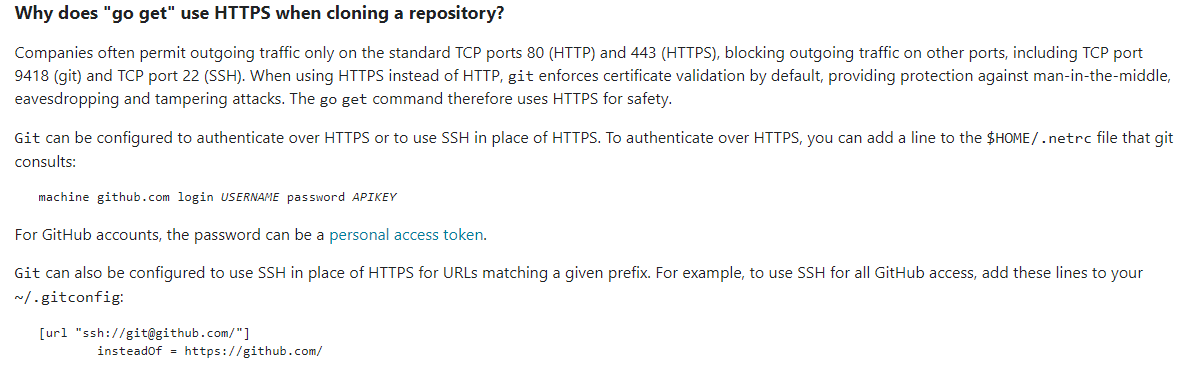 Why does "go get" use HTTPS when cloning a repository?
Companies often permit outgoing traffic only on the standard TCP ports 80 (HTTP) and 443 (HTTPS), blocking outgoing traffic on other ports, including TCP port
9418 (git) and TCP port 22 (SSH). When using HTTPS instead of HTTP, git enforces certificate validation by default, providing protection against man-in-the-middle,
eavesdropping and tampering attacks. The go get command therefore uses HTTPS for safety.
Git can be configured to authenticate over HTTPS or to use SSH in place of HTTPS. To authenticate over HTTPS, you can add a line to the $HOME/.netrc file that git
consults:
machine github.com login USERNAME password APIKEY
For GitHub accounts, the password can be a personal access token.
Git can also be configured to use SSH in place of HTTPS for URLs matching a given prefix. For example, to use SSH for all GitHub access, add these lines to your
~/.gitconfig:
[url "ssh://git@github.com/"]
insteadOf = https://github.com/